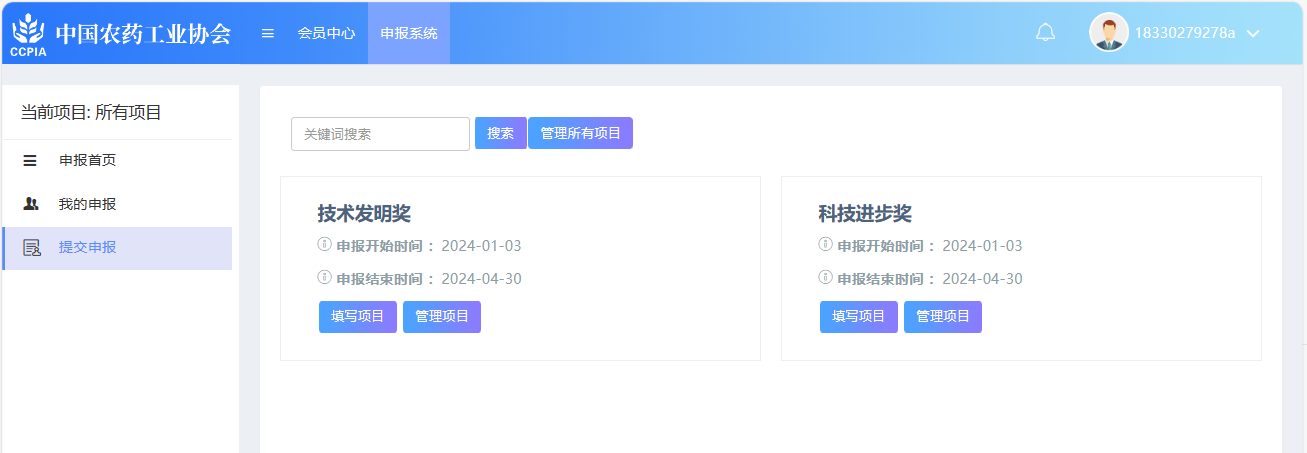 中国农药工业协会
CCPIA
会员中心
申报系统
18330279278a
当前项目: 所有项目
申报首页
我的申报
提交申报
关键词搜索
搜索
管理所有项目
技术发明奖
申报开始时间 : 2024-01-03
申报结束时间 : 2024-04-30
填写项目
管理项目
科技进步奖
申报开始时间 : 2024-01-03
申报结束时间 : 2024-04-30
填写项目
管理项目